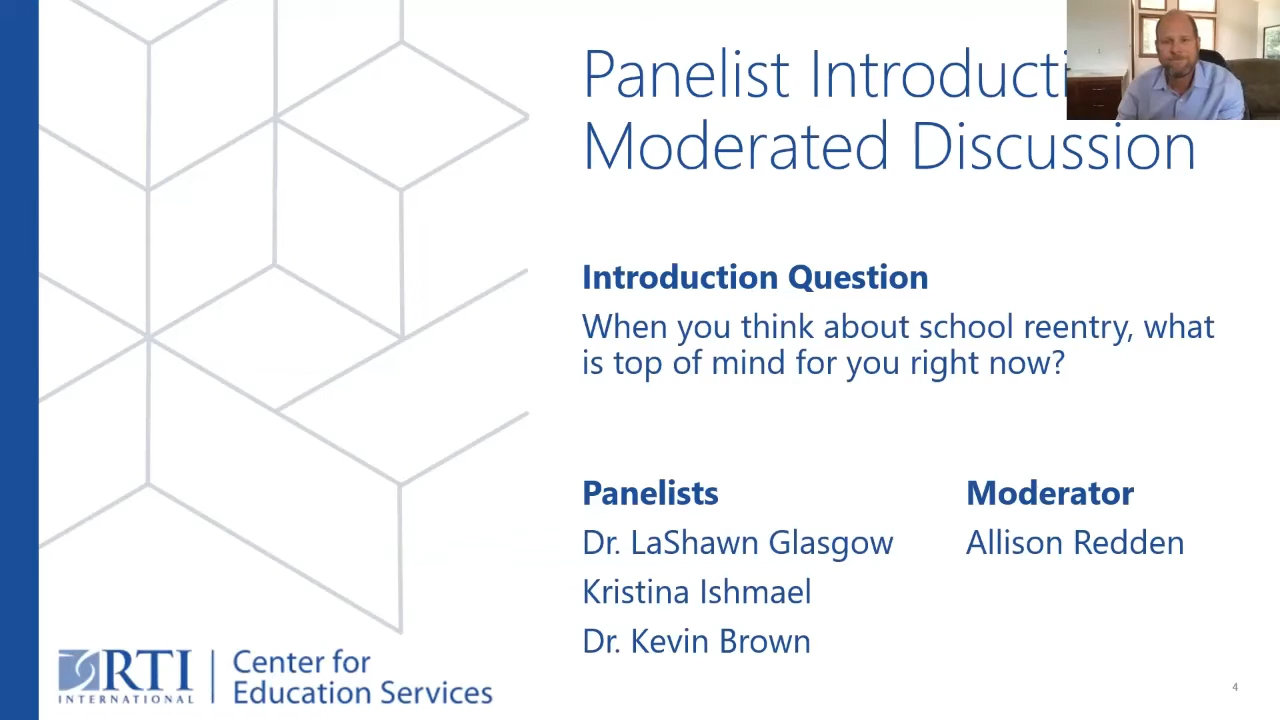 Panelist Introducti
Moderated Discussion
Introduction Question
When you think about school reentry, what
is top of mind for you right now?
Panelists
Moderator
Dr. LaShawn Glasgow
Allison Redden
Kristina Ishmael
Dr. Kevin Brown
RTI
INTERNATIONAL
Center for
Education Services
4